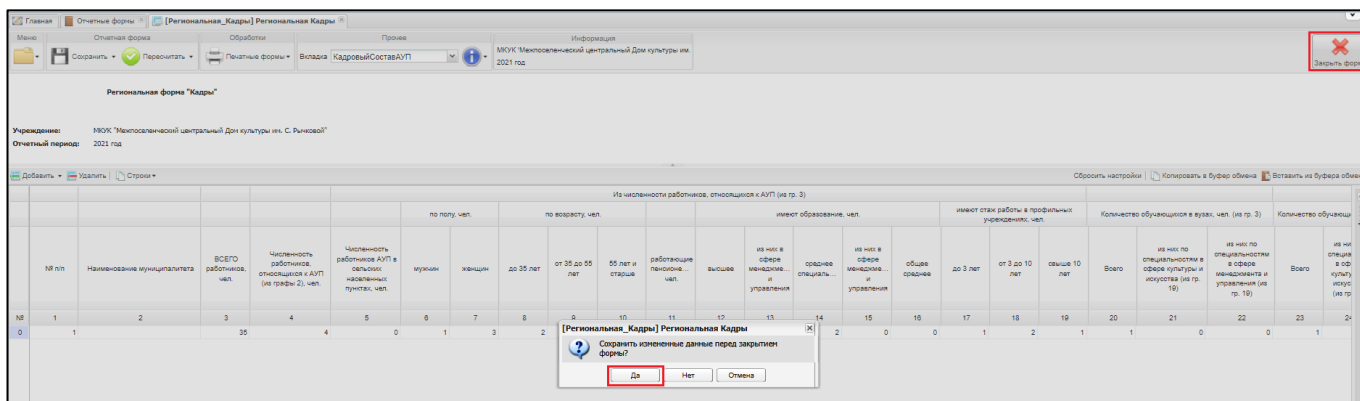 Главная Отчетные формы [Региональная_Кадры] Региональная Кадры
Меню Отчетная форма Обработки Прочее Информация
Сохранить Пересчитать Печатные формы Вкладка КадровыйСоставАУП
МКУК "Межпоселенческий центральный Дом культуры им.
2021 год
Закрыть форм
Региональная форма "Кадры"
Учреждение: МКУК "Межпоселенческий центральный Дом культуры им. С. Рычковой"
Отчетный период: 2021 год
Добавить Удалить Строки Сбросить настройки Копировать в буфер обмена Вставить из буфера обмен
Из численности работников, относящихся к АУП (из гр. 3)
по полу, чел. по возрасту, чел. имеют образование, чел. имеют стаж работы в профильных учреждениях, чел. Количество обучающихся в вузах, чел. (из гр. 3) Количество обучающи
№ п/п
Наименование муниципалитета
ВСЕГО работников, чел.
Численность работников, относящихся к АУП (из графы 2), чел.
Численность работников АУП в сельских населенных пунктах, чел.
мужчин
женщин
до 35 лет
от 35 до 55 лет
55 лет и старше
работающие пенсионе... чел.
высшее
из них в сфере менеджме... и управления
среднее специаль...
из них в сфере менеджме... и управления
общее среднее
до 3 лет
от 3 до 10 лет
свыше 10 лет
Всего
из них по специальностям в сфере культуры и искусства (из гр. 19)
из них по специальностям в сфере менеджмента и управления (из гр. 19)
Всего
из ни
специа
в сф
культу
искус
(из гр
№ 1 2 3 4 5 6 7 8 9 10 11 12 13 14 15 16 17 18 19 20 21 22 23 24
0 1 35 4 0 1 3 2 2 0 0 1 2 1 1 0 0 1
[Региональная_Кадры] Региональная Кадры
Сохранить измененные данные перед закрытием
формы?
Да Нет Отмена